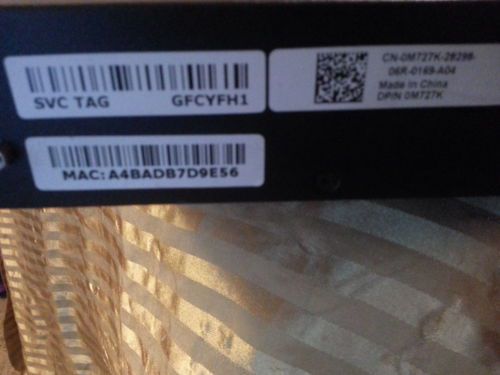 SVC TAG GFCYFH1
CN-0M727K-28298-
06R-0169-A04
Made in China
DP/N 0M727K
MAC:A4BADB7D9E56